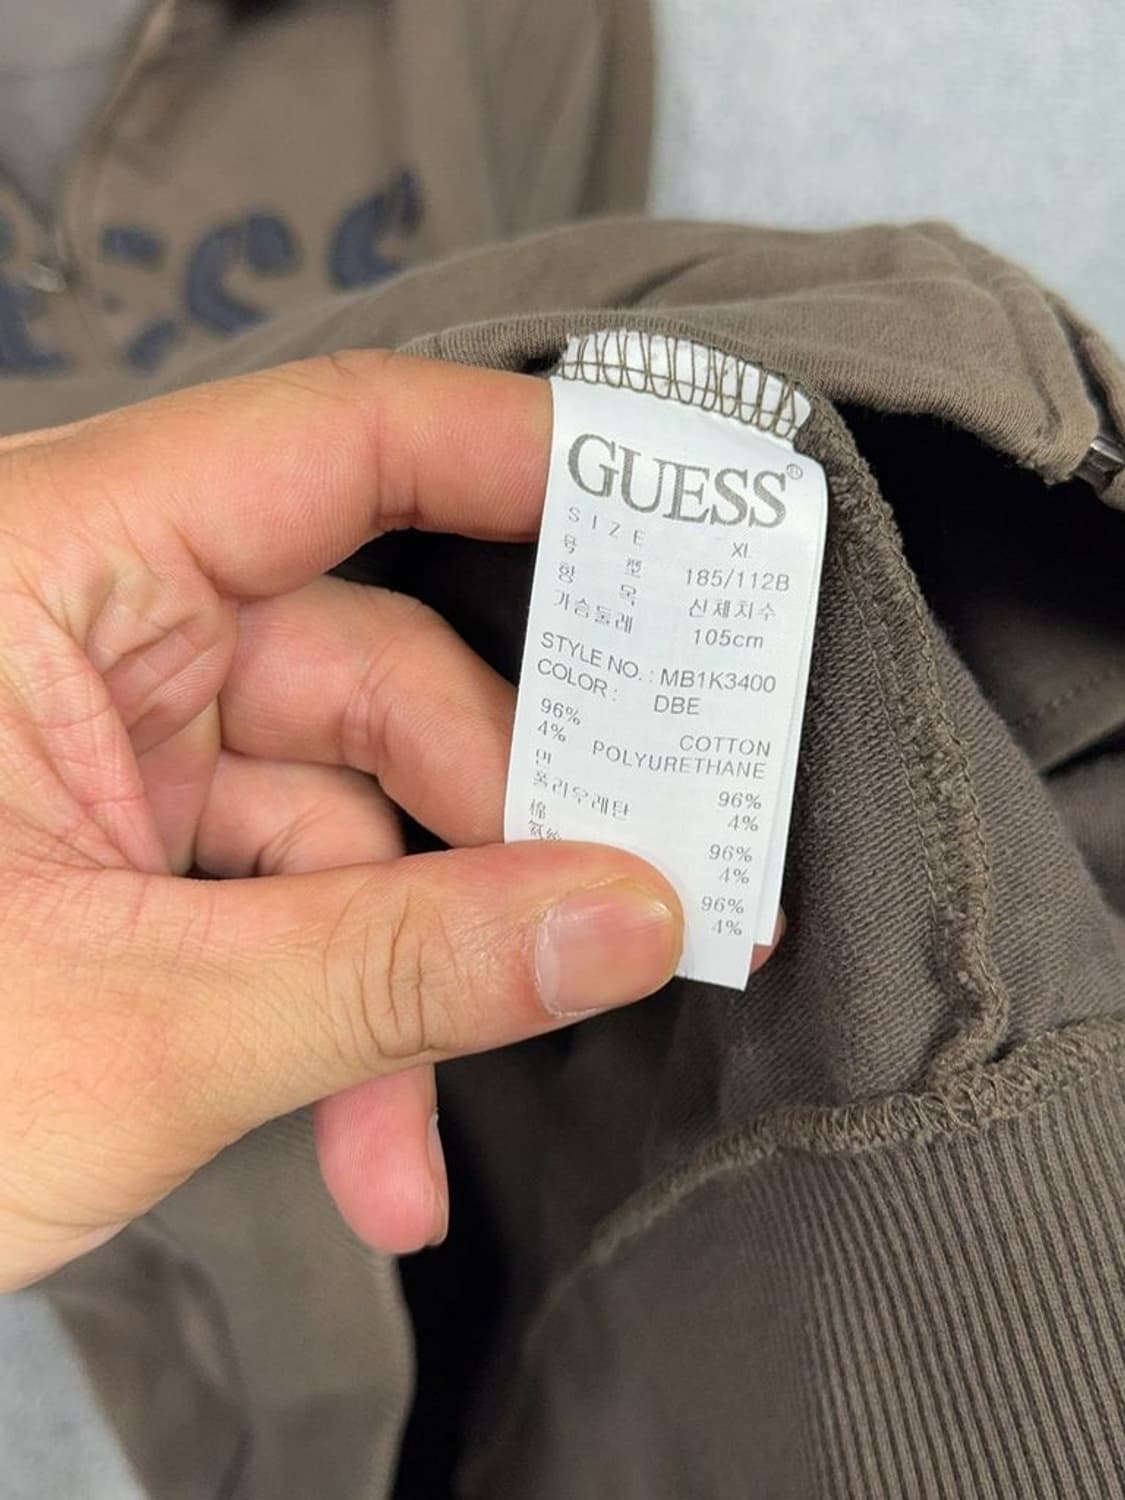 GUESS®
SIZE XL
号 型 185/112B
항 목 신체치수
가슴둘레 105cm
STYLE NO. : MB1K3400
COLOR : DBE
96% COTTON
4% POLYURETHANE
면 96%
폴리우레탄 4%
棉 96%
4%
96%
4%